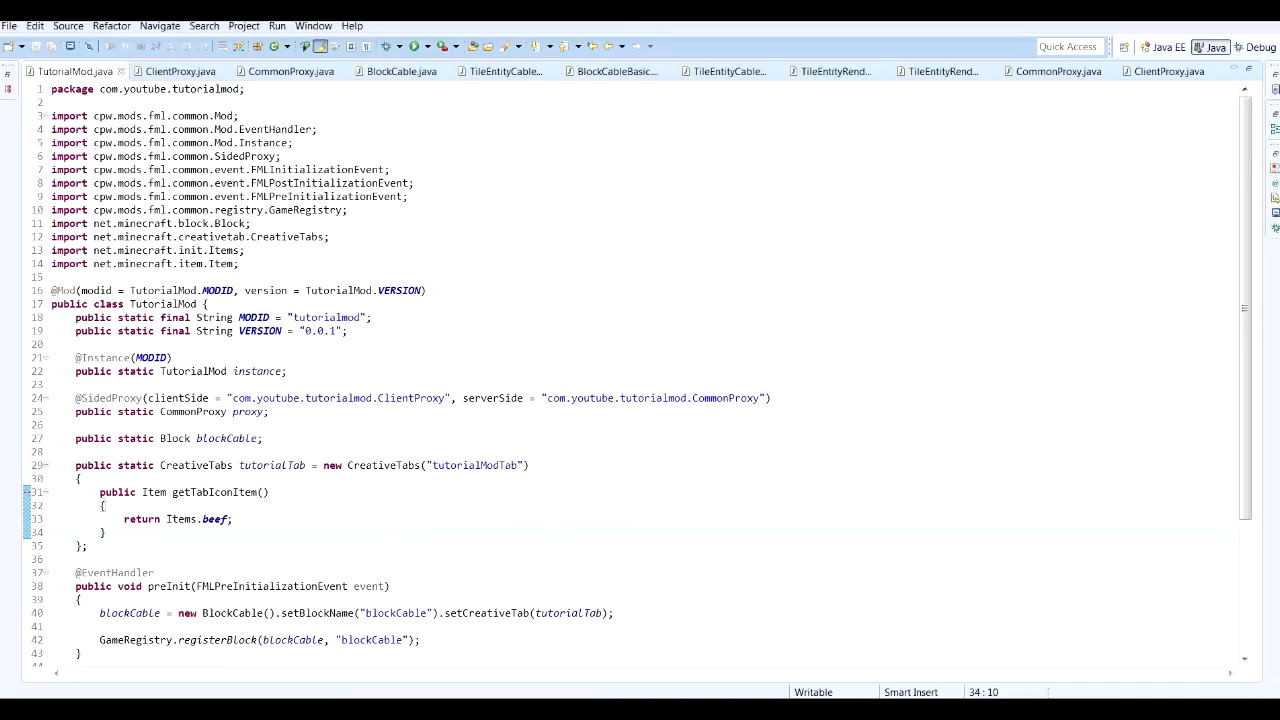 File Edit Source Refactor Navigate Search Project Run Window Help
Quick Access Java EE Java Debug
TutorialMod.java ClientProxy.java CommonProxy.java BlockCable.java TileEntityCable... BlockCableBasic.... TileEntityCable... TileEntityRend... TileEntityRend... CommonProxy.java ClientProxy.java
1 package com.youtube.tutorialmod;
2
3 import cpw.mods.fml.common.Mod;
4 import cpw.mods.fml.common.Mod.EventHandler;
5 import cpw.mods.fml.common.Mod.Instance;
6 import cpw.mods.fml.common.SidedProxy;
7 import cpw.mods.fml.common.event.FMLInitializationEvent;
8 import cpw.mods.fml.common.event.FMLPostInitializationEvent;
9 import cpw.mods.fml.common.event.FMLPreInitializationEvent;
10 import cpw.mods.fml.common.registry.GameRegistry;
11 import net.minecraft.block.Block;
12 import net.minecraft.creativetab.CreativeTabs;
13 import net.minecraft.init.Items;
14 import net.minecraft.item.Item;
15
16 @Mod(modid = TutorialMod.MODID, version = TutorialMod.VERSION)
17 public class TutorialMod {
18 public static final String MODID = "tutorialmod";
19 public static final String VERSION = "0.0.1";
20
21 @Instance(MODID)
22 public static TutorialMod instance;
23
24 @SidedProxy(clientSide = "com.youtube.tutorialmod.ClientProxy", serverSide = "com.youtube.tutorialmod.CommonProxy")
25 public static CommonProxy proxy;
26
27 public static Block blockCable;
28
29 public static CreativeTabs tutorialTab = new CreativeTabs("tutorialModTab")
30 {
31 public Item getTabIconItem()
32 {
33 return Items.beef;
34 }
35 };
36
37 @EventHandler
38 public void preInit(FMLPreInitializationEvent event)
39 {
40 blockCable = new BlockCable().setBlockName("blockCable").setCreativeTab(tutorialTab);
41
42 GameRegistry.registerBlock(blockCable, "blockCable");
43 }
44
Writable Smart Insert 34 : 10